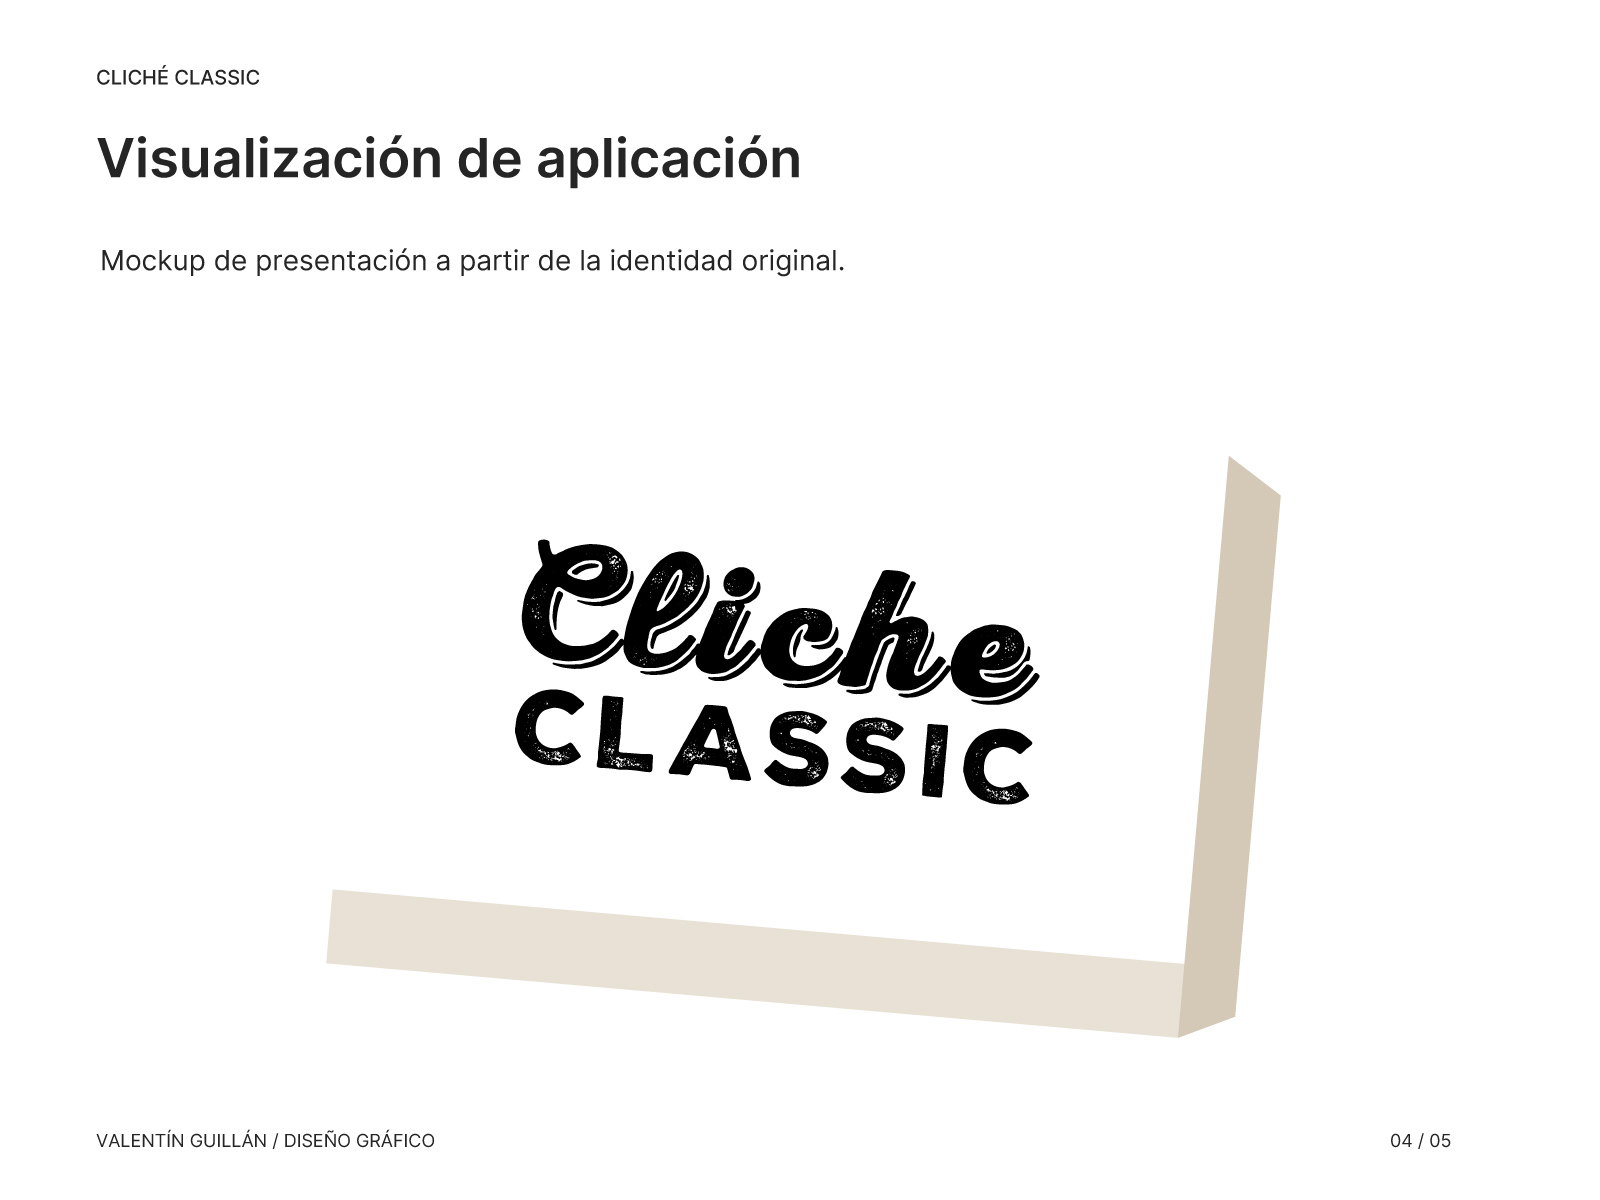 CLICHÉ CLASSIC
Visualización de aplicación
Mockup de presentación a partir de la identidad original.
Cliche
CLASSIC
VALENTÍN GUILLÁN / DISEÑO GRÁFICO
04 / 05